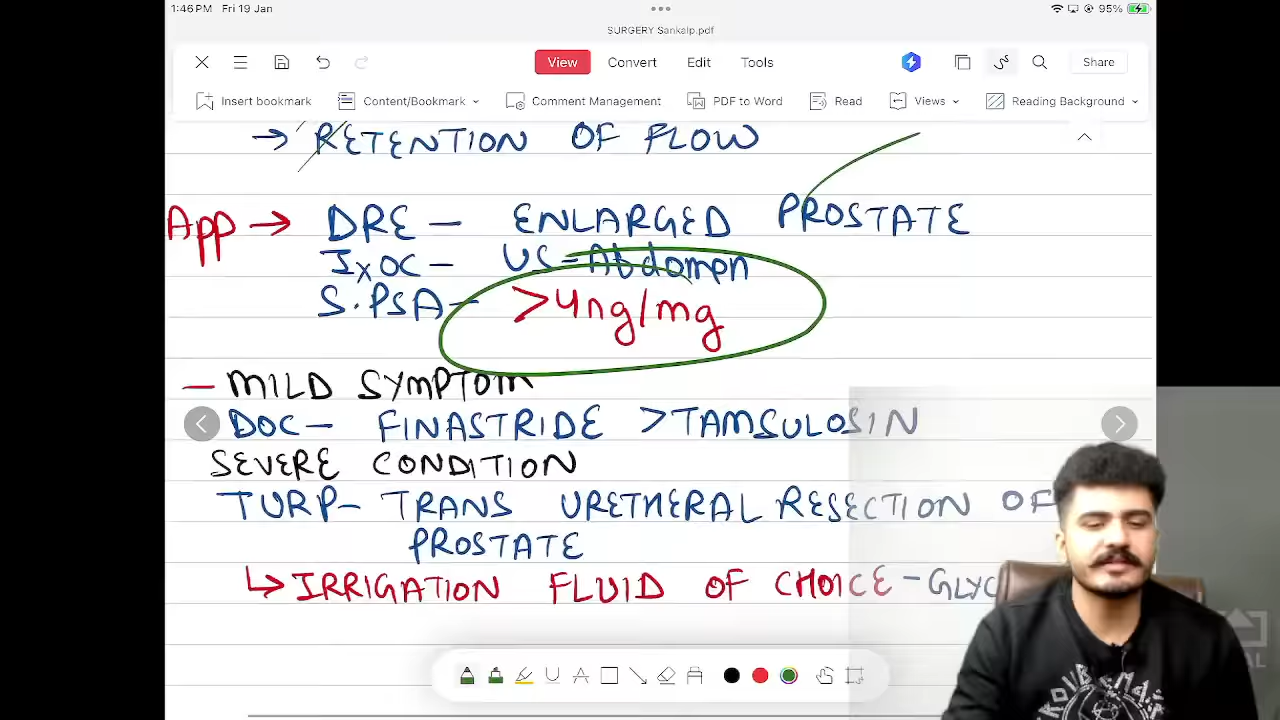 1:46 PM Fri 19 Jan
95%
SURGERY Sankalp.pdf
View Convert Edit Tools Share
Insert bookmark Content/Bookmark Comment Management PDF to Word Read Views Reading Background
→ RETENTION OF FLOW
App → DRE – ENLARGED PROSTATE
IxOC – US – Abdomen
S.PSA – >4ng/mg
– MILD SYMPTOM
DOC – FINASTRIDE > TAMSULOSIN
SEVERE CONDITION
TURP – TRANS URETHERAL RESECTION OF
PROSTATE
↳ IRRIGATION FLUID OF CHOICE – GLYC